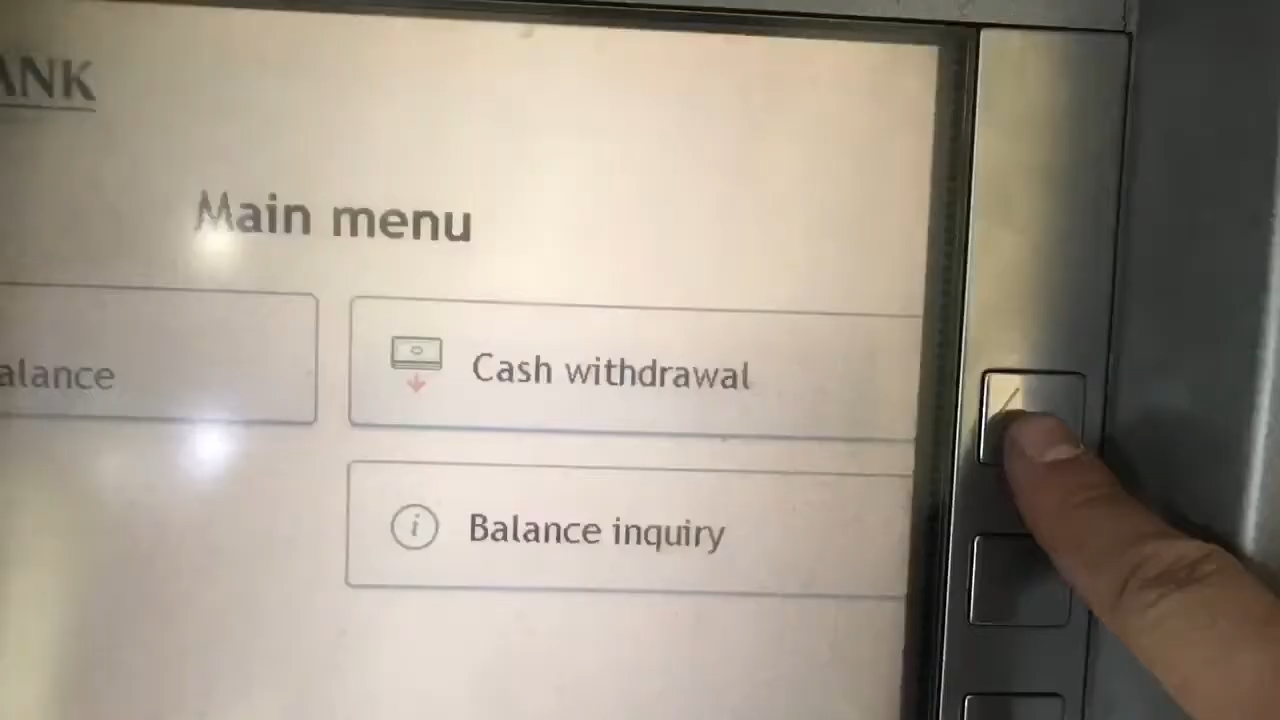 ANK
Main menu
alance
Cash withdrawal
i
Balance inquiry